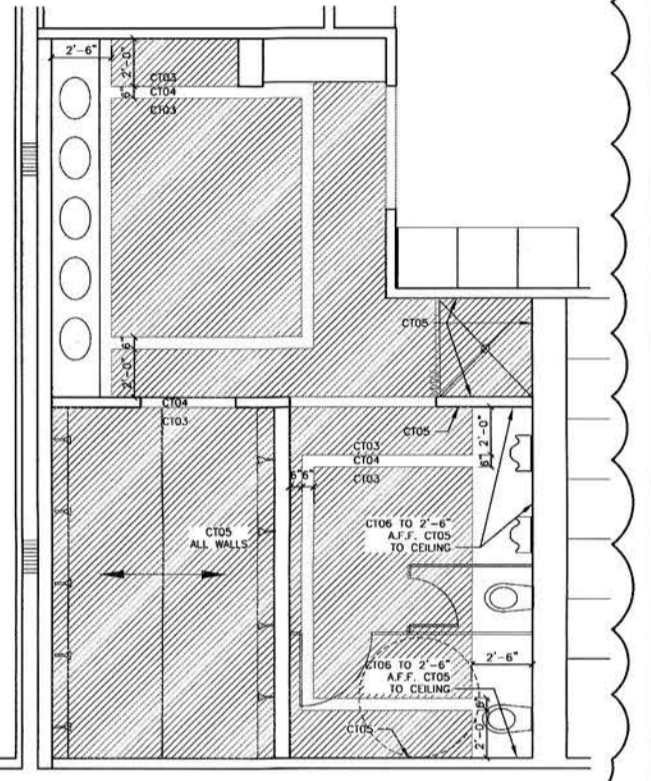 2'-6"
2'-0"
CT03
6"
CT04
CT03
CT05
6"
2'-0"
CT04
CT03
CT05
2'-0"
CT03
CT04
6"
6"
6"
CT03
CT06 TO 2'-6"
A.F.F. CT05
TO CEILING
CT05
ALL WALLS
2'-6"
CT06 TO 2'-6"
A.F.F. CT05
TO CEILING
6"
2'-0"
CT05